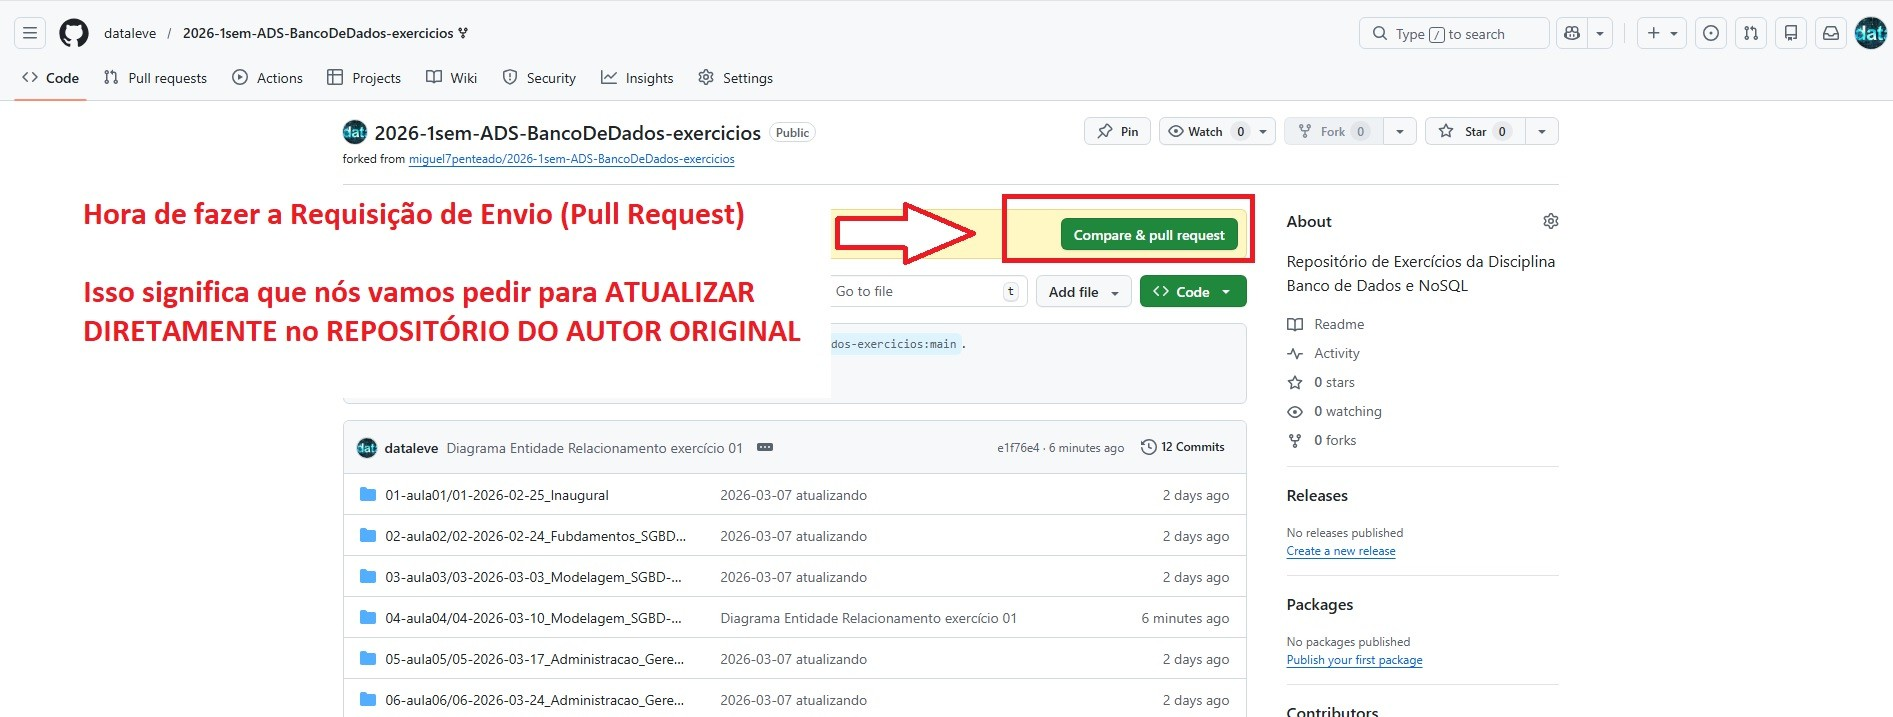 dataleve / 2026-1sem-ADS-BancoDeDados-exercicios
Type / to search
Code Pull requests Actions Projects Wiki Security Insights Settings
2026-1sem-ADS-BancoDeDados-exercicios Public
Pin Watch 0 Fork 0 Star 0
forked from miguel7penteado/2026-1sem-ADS-BancoDeDados-exercicios
Hora de fazer a Requisição de Envio (Pull Request)
Compare & pull request
Isso significa que nós vamos pedir para ATUALIZAR
DIRETAMENTE no REPOSITÓRIO DO AUTOR ORIGINAL
Go to file t Add file Code
dos-exercicios:main .
dataleve Diagrama Entidade Relacionamento exercício 01 e1f76e4 · 6 minutes ago 12 Commits
01-aula01/01-2026-02-25_Inaugural 2026-03-07 atualizando 2 days ago
02-aula02/02-2026-02-24_Fubdamentos_SGBD... 2026-03-07 atualizando 2 days ago
03-aula03/03-2026-03-03_Modelagem_SGBD-... 2026-03-07 atualizando 2 days ago
04-aula04/04-2026-03-10_Modelagem_SGBD-... Diagrama Entidade Relacionamento exercício 01 6 minutes ago
05-aula05/05-2026-03-17_Administracao_Gere... 2026-03-07 atualizando 2 days ago
06-aula06/06-2026-03-24_Administracao_Gere... 2026-03-07 atualizando 2 days ago
About
Repositório de Exercícios da Disciplina
Banco de Dados e NoSQL
Readme
Activity
0 stars
0 watching
0 forks
Releases
No releases published
Create a new release
Packages
No packages published
Publish your first package
Contributors